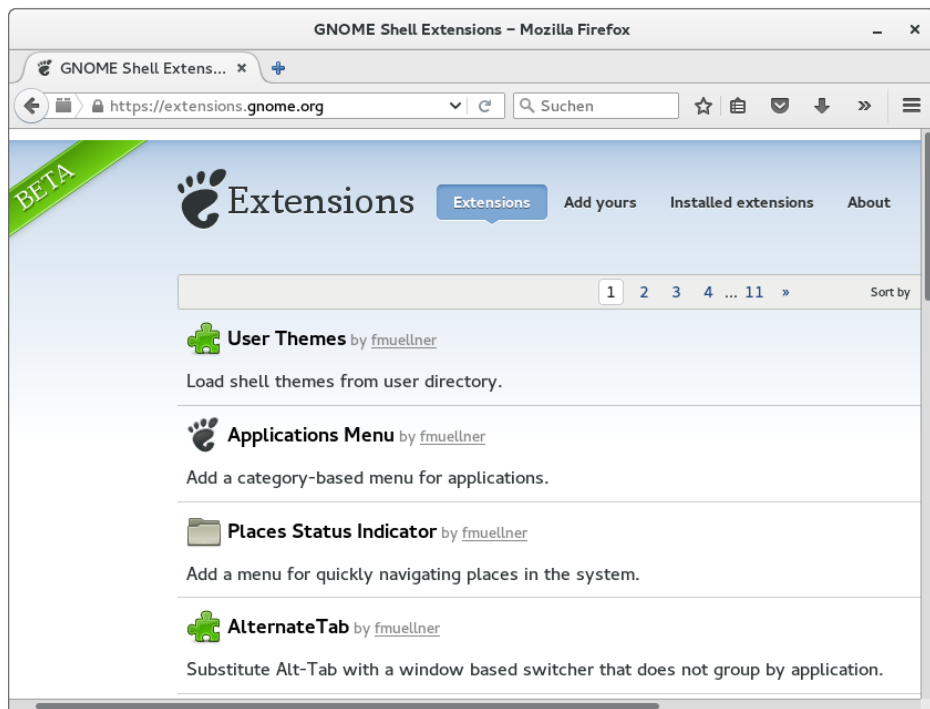 GNOME Shell Extensions – Mozilla Firefox
GNOME Shell Extens...
https://extensions.gnome.org
Suchen
BETA
Extensions
Extensions Add yours Installed extensions About
1 2 3 4 ... 11 » Sort by
User Themes by fmuellner
Load shell themes from user directory.
Applications Menu by fmuellner
Add a category-based menu for applications.
Places Status Indicator by fmuellner
Add a menu for quickly navigating places in the system.
AlternateTab by fmuellner
Substitute Alt-Tab with a window based switcher that does not group by application.